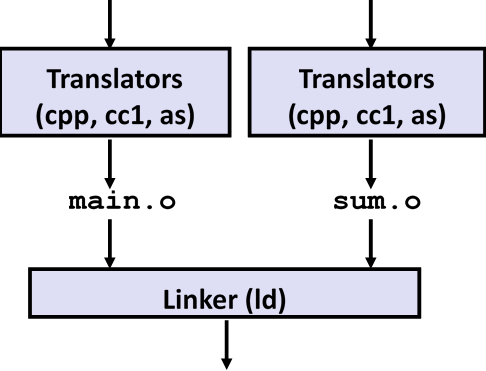 Translators
(cpp, cc1, as)
Translators
(cpp, cc1, as)
main.o
sum.o
Linker (ld)